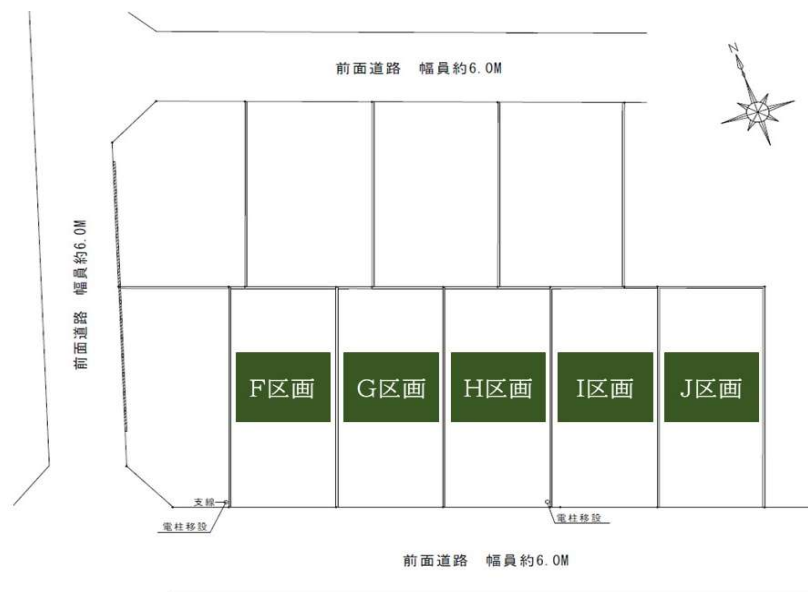 前面道路 幅員約6.0M
N
前面道路 幅員約6.0M
F区画
G区画
H区画
I区画
J区画
支線
電柱移設
電柱移設
前面道路 幅員約6.0M